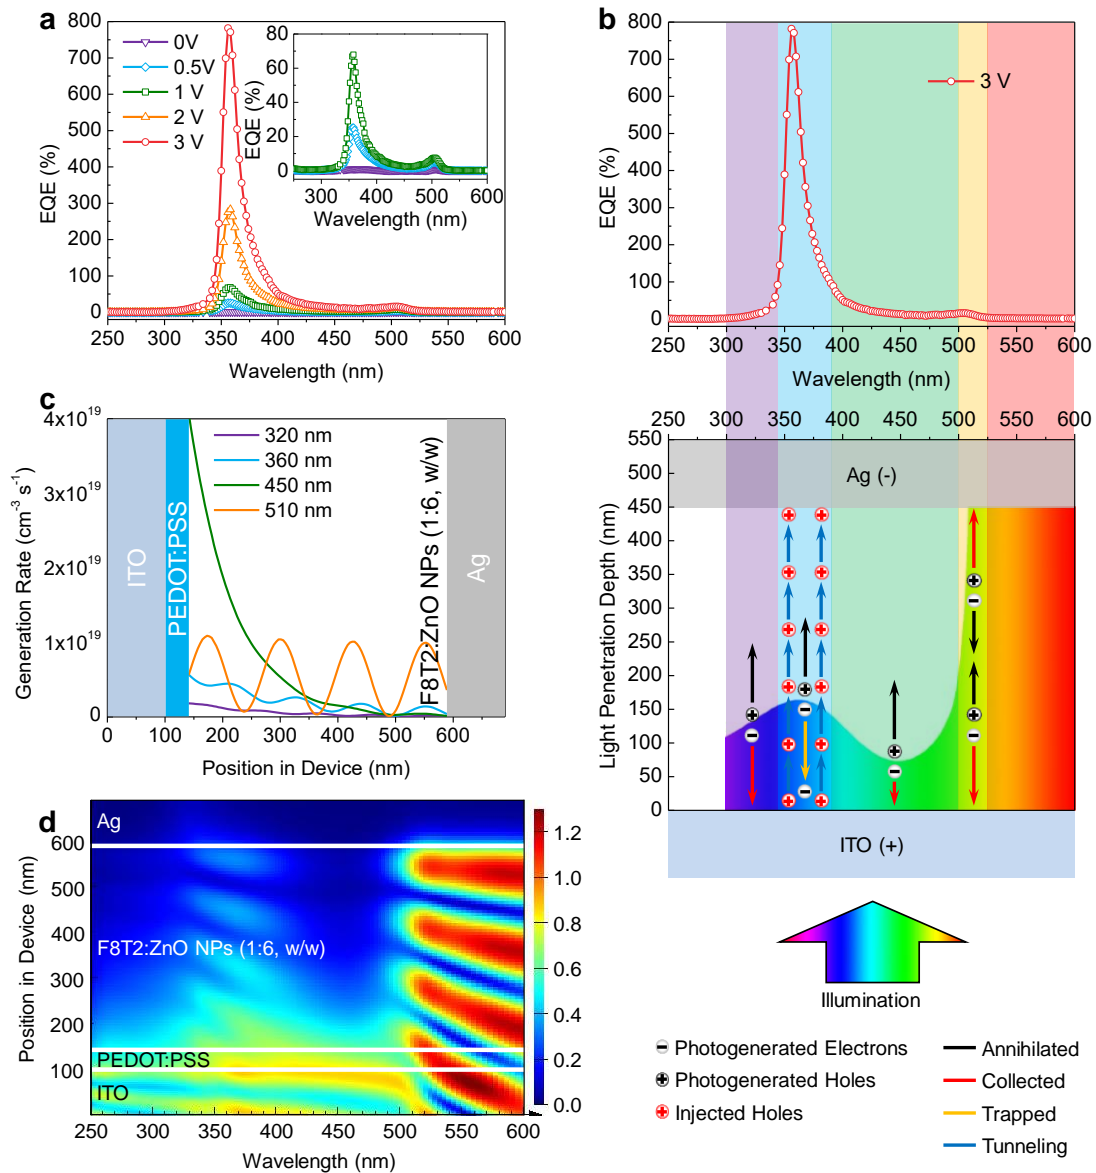 a
800
700
600
500
400
300
200
100
0
EQE (%)
250 300 350 400 450 500 550 600
Wavelength (nm)
0V
0.5V
1 V
2 V
3 V
80
60
40
20
0
EQE (%)
300 400 500 600
Wavelength (nm)
b
800
700
600
500
400
300
200
100
0
EQE (%)
3 V
250 300 350 400 450 500 550 600
Wavelength (nm)
250 300 350 400 450 500 550 600
550
500
450
400
350
300
250
200
150
100
50
0
Light Penetration Depth (nm)
Ag (-)
ITO (+)
Illumination
Photogenerated Electrons
Photogenerated Holes
Injected Holes
Annihilated
Collected
Trapped
Tunneling
c
4x10¹⁹
3x10¹⁹
2x10¹⁹
1x10¹⁹
0
Generation Rate (cm⁻³ s⁻¹)
320 nm
360 nm
450 nm
510 nm
ITO
PEDOT:PSS
F8T2:ZnO NPs (1:6, w/w)
Ag
0 100 200 300 400 500 600
Position in Device (nm)
d
600
500
400
300
200
100
Position in Device (nm)
Ag
F8T2:ZnO NPs (1:6, w/w)
PEDOT:PSS
ITO
250 300 350 400 450 500 550 600
Wavelength (nm)
1.2
1.0
0.8
0.6
0.4
0.2
0.0